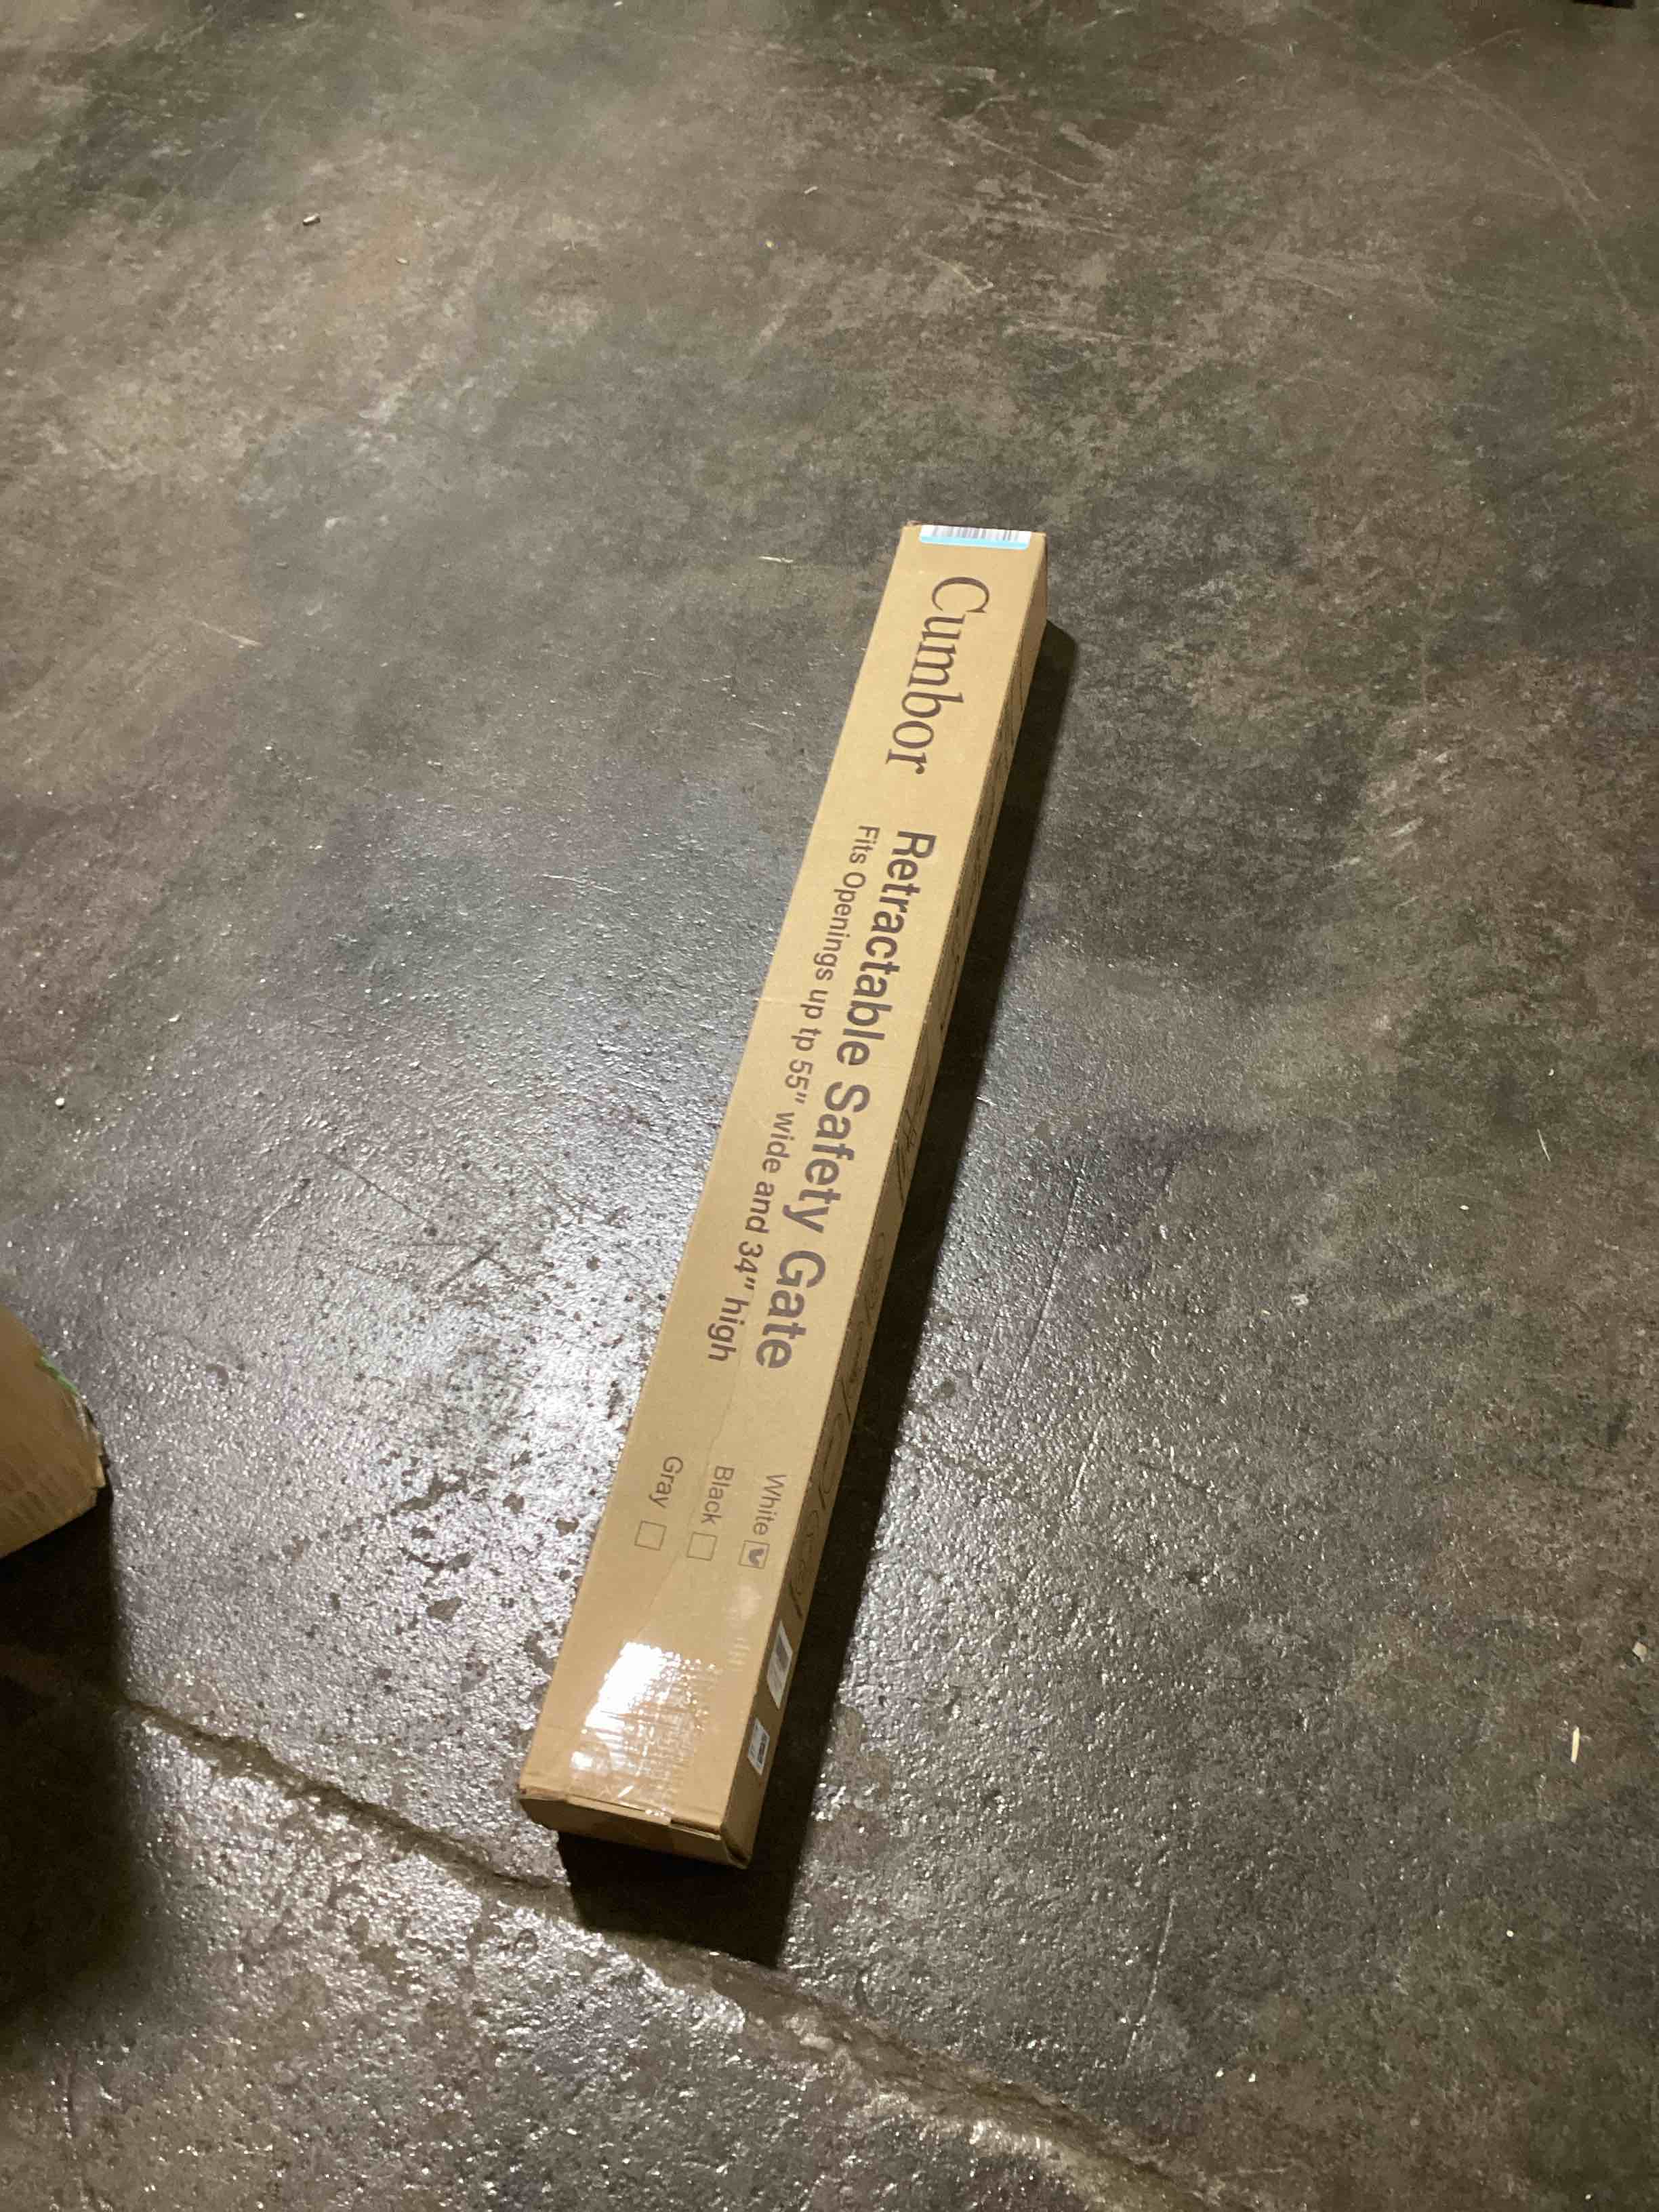 Cumbor
Retractable Safety Gate
Fits Openings up tp 55" wide and 34" high
White
Black
Gray